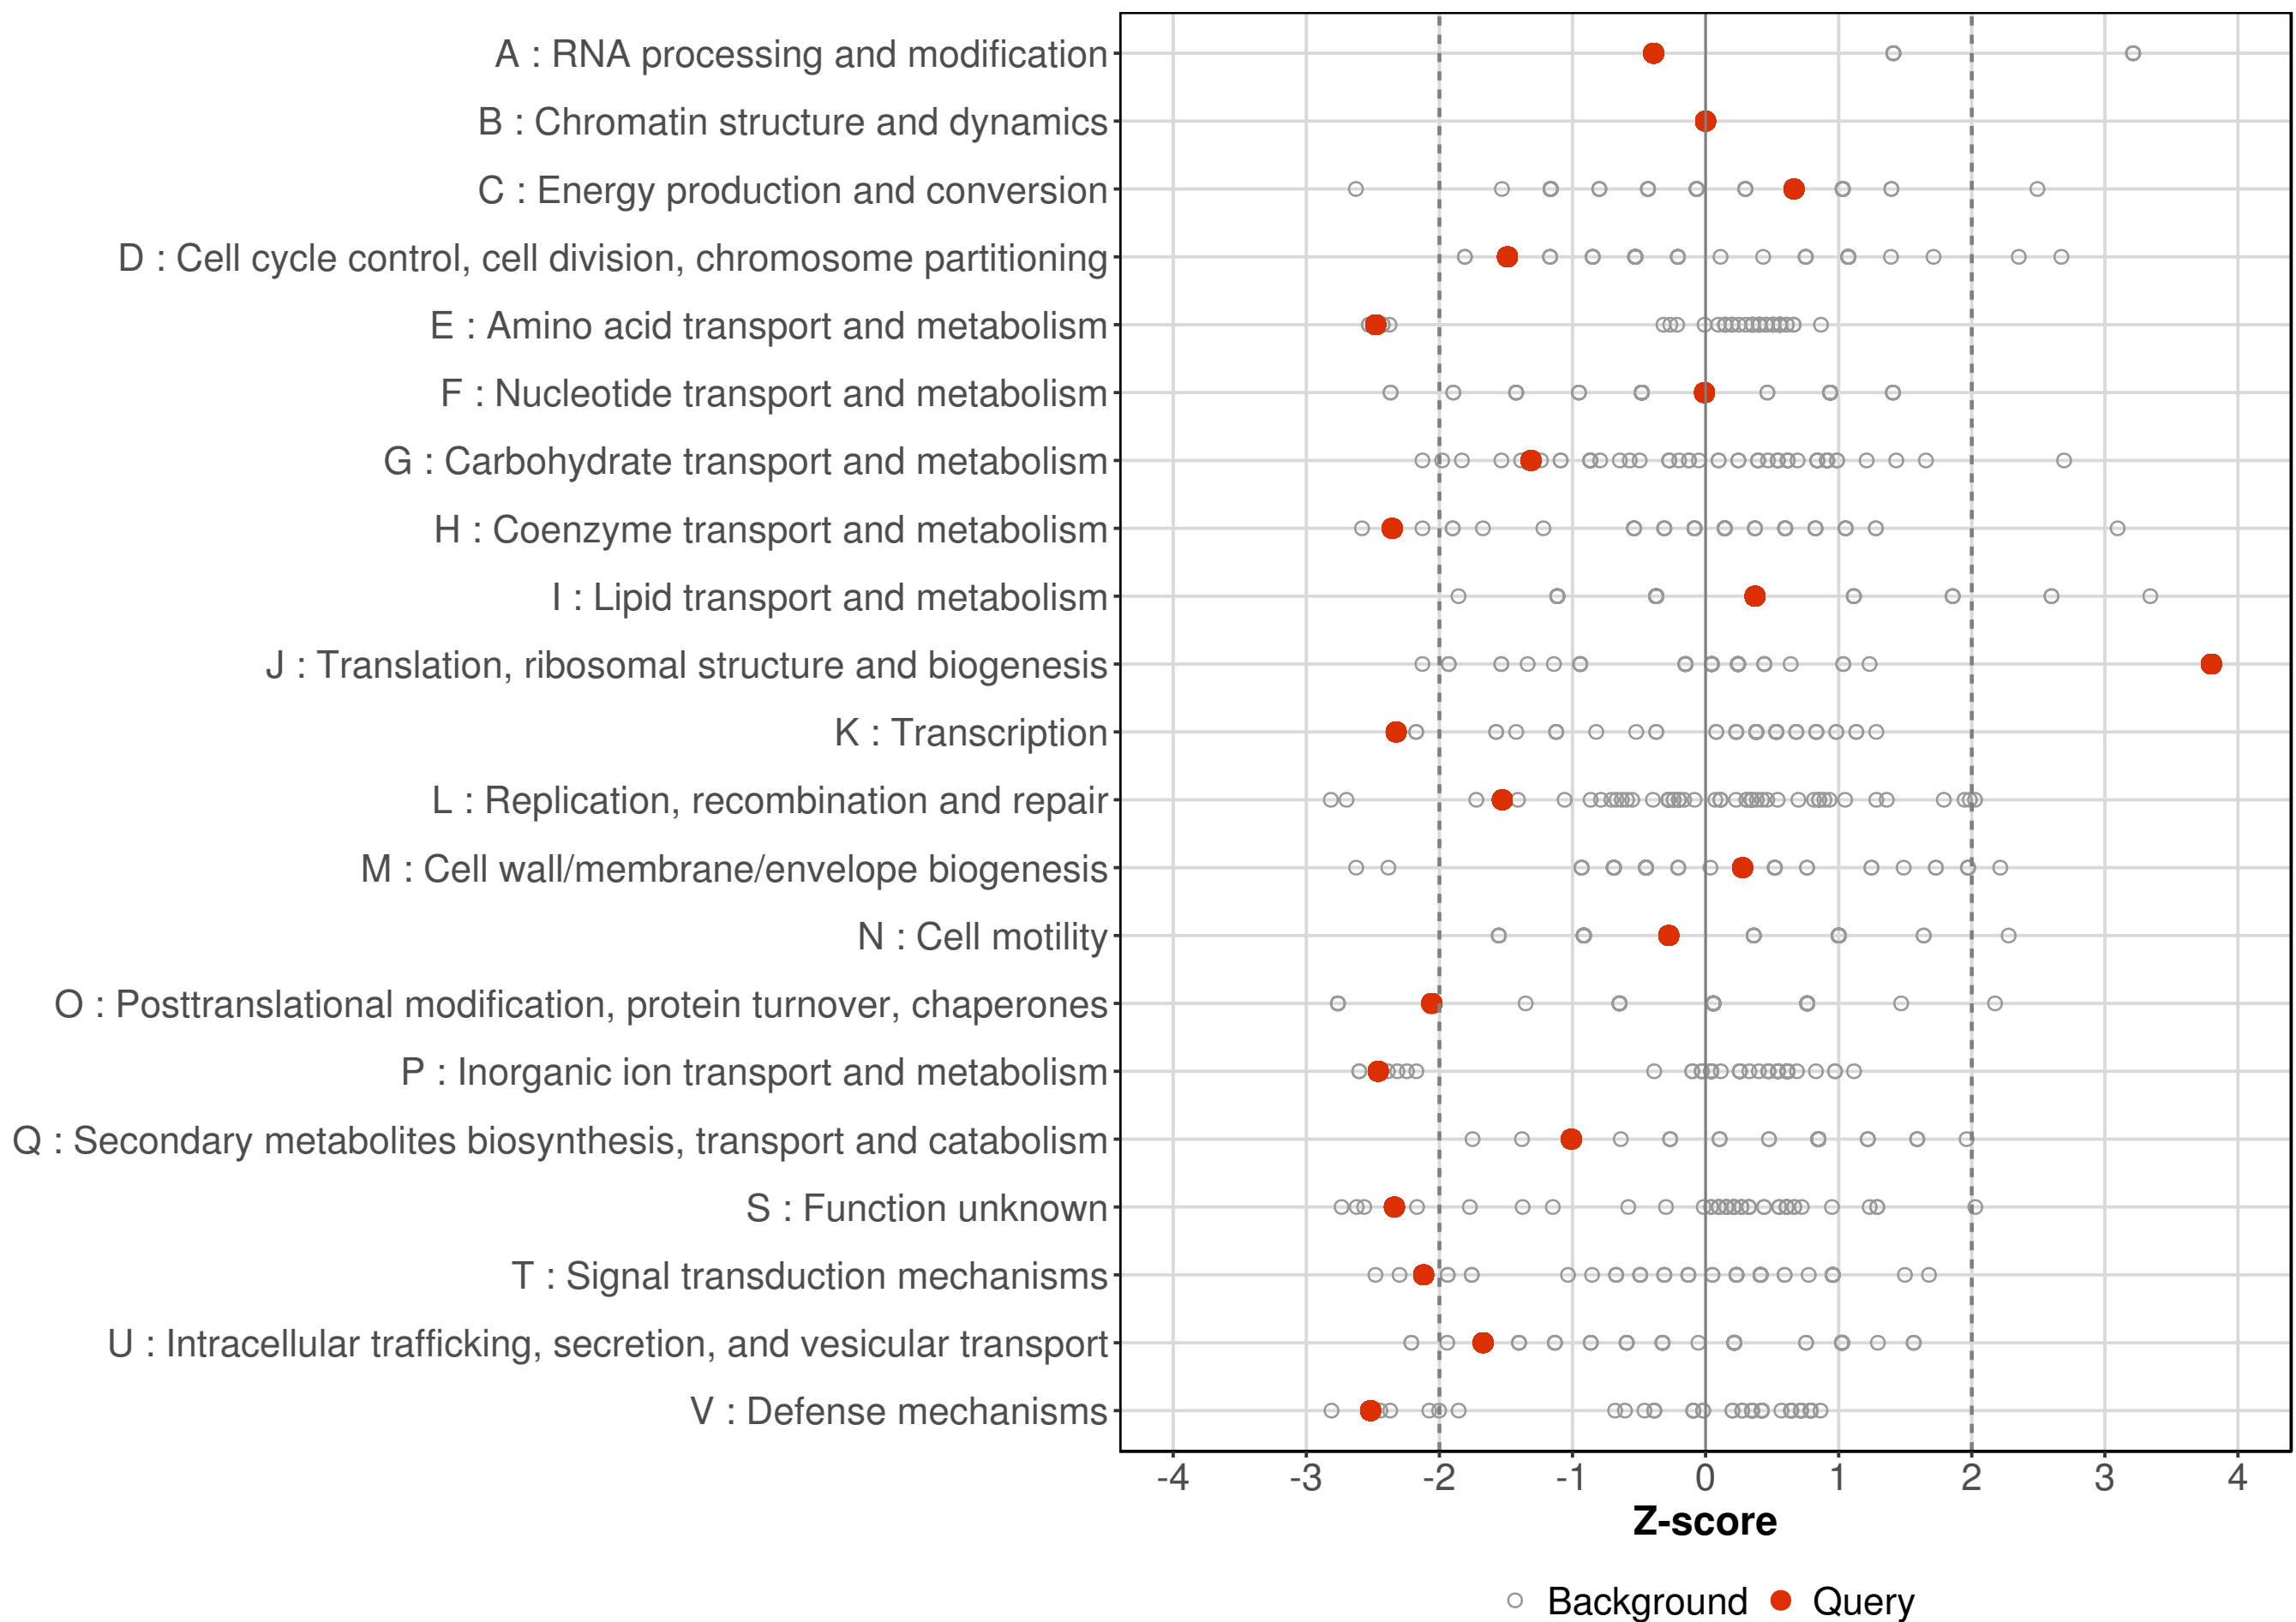 A : RNA processing and modification
B : Chromatin structure and dynamics
C : Energy production and conversion
D : Cell cycle control, cell division, chromosome partitioning
E : Amino acid transport and metabolism
F : Nucleotide transport and metabolism
G : Carbohydrate transport and metabolism
H : Coenzyme transport and metabolism
I : Lipid transport and metabolism
J : Translation, ribosomal structure and biogenesis
K : Transcription
L : Replication, recombination and repair
M : Cell wall/membrane/envelope biogenesis
N : Cell motility
O : Posttranslational modification, protein turnover, chaperones
P : Inorganic ion transport and metabolism
Q : Secondary metabolites biosynthesis, transport and catabolism
S : Function unknown
T : Signal transduction mechanisms
U : Intracellular trafficking, secretion, and vesicular transport
V : Defense mechanisms
-4 -3 -2 -1 0 1 2 3 4
Z-score
Background Query